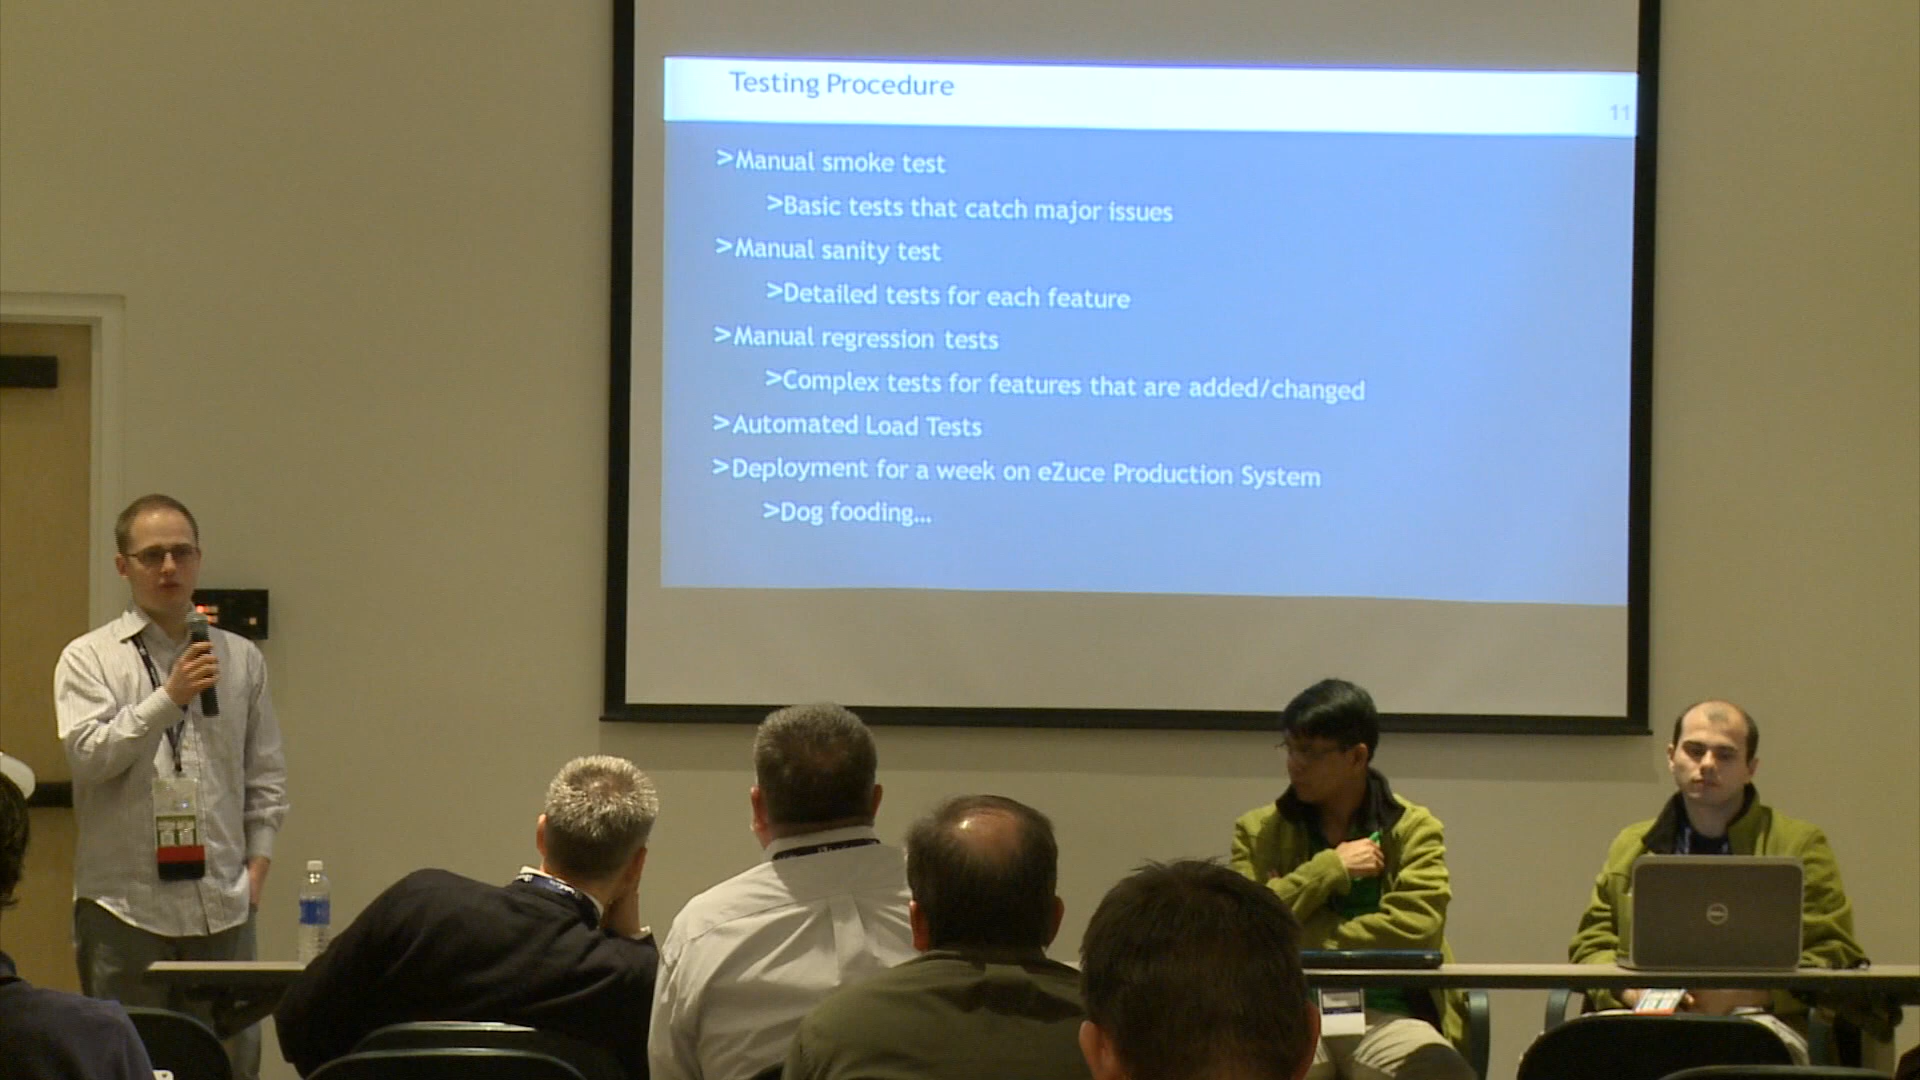 Testing Procedure
11
>Manual smoke test
>Basic tests that catch major issues
>Manual sanity test
>Detailed tests for each feature
>Manual regression tests
>Complex tests for features that are added/changed
>Automated Load Tests
>Deployment for a week on eZuce Production System
>Dog fooding...
DELL